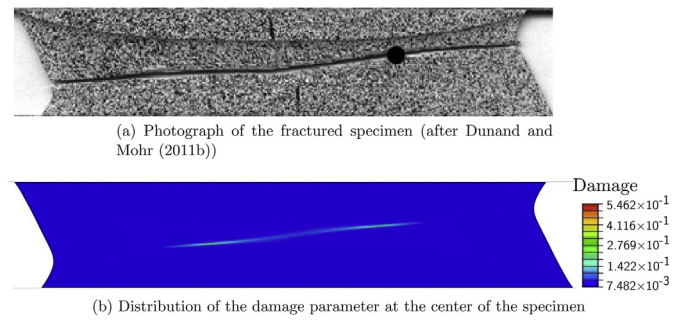 (a) Photograph of the fractured specimen (after Dunand and
Mohr (2011b))
Damage
5.462×10⁻¹
4.116×10⁻¹
2.769×10⁻¹
1.422×10⁻¹
7.482×10⁻³
(b) Distribution of the damage parameter at the center of the specimen